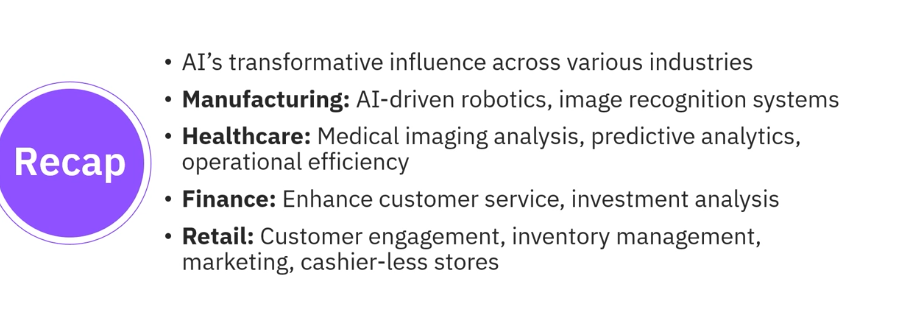 Recap
• AI’s transformative influence across various industries
• Manufacturing: AI-driven robotics, image recognition systems
• Healthcare: Medical imaging analysis, predictive analytics,
operational efficiency
• Finance: Enhance customer service, investment analysis
• Retail: Customer engagement, inventory management,
marketing, cashier-less stores